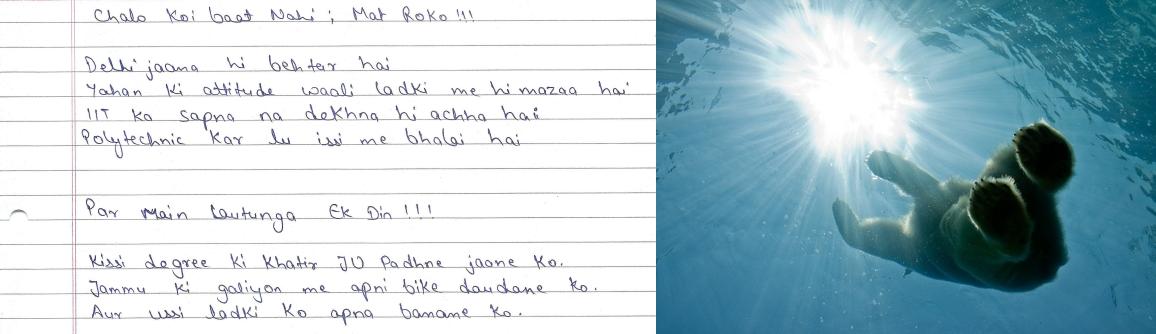 Chalo Koi baat Nahi ; Mat Roko !!!
Delhi jaana hi behtar hai
Yahan Ki attitude waali ladki me hi mazaa hai
IIT ka sapna na dekhna hi achha hai
Polytechnic Kar lu issi me bhalai hai
Par Main Lautunga Ek Din !!!
Kissi degree Ki Khatir JU Padhne jaane Ko.
Jammu Ki galiyon me apni bike daudane Ko.
Aur ussi ladki Ko apna banane Ko.